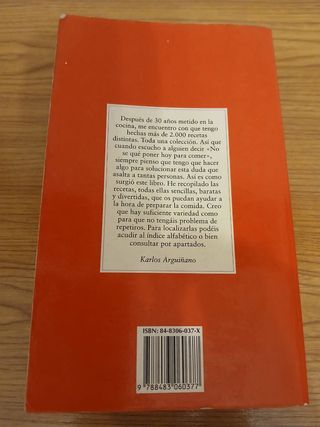 Después de 30 años metido en la
cocina, me encuentro con que tengo
hechas más de 2.000 recetas
distintas. Toda una colección. Así que
cuando escucho a alguien decir «No
se qué poner hoy para comer»,
siempre pienso que tengo que hacer
algo para solucionar esta duda que
asalta a tantas personas. Así es como
surgió este libro. He recopilado las
recetas, todas ellas sencillas, baratas
y divertidas, que os puedan ayudar a
la hora de preparar la comida. Creo
que hay suficiente variedad como
para que no tengáis problema de
repetiros. Para localizarlas podéis
acudir al índice alfabético o bien
consultar por apartados.
Karlos Arguiñano
ISBN: 84-8306-037-X
9 788483 060377